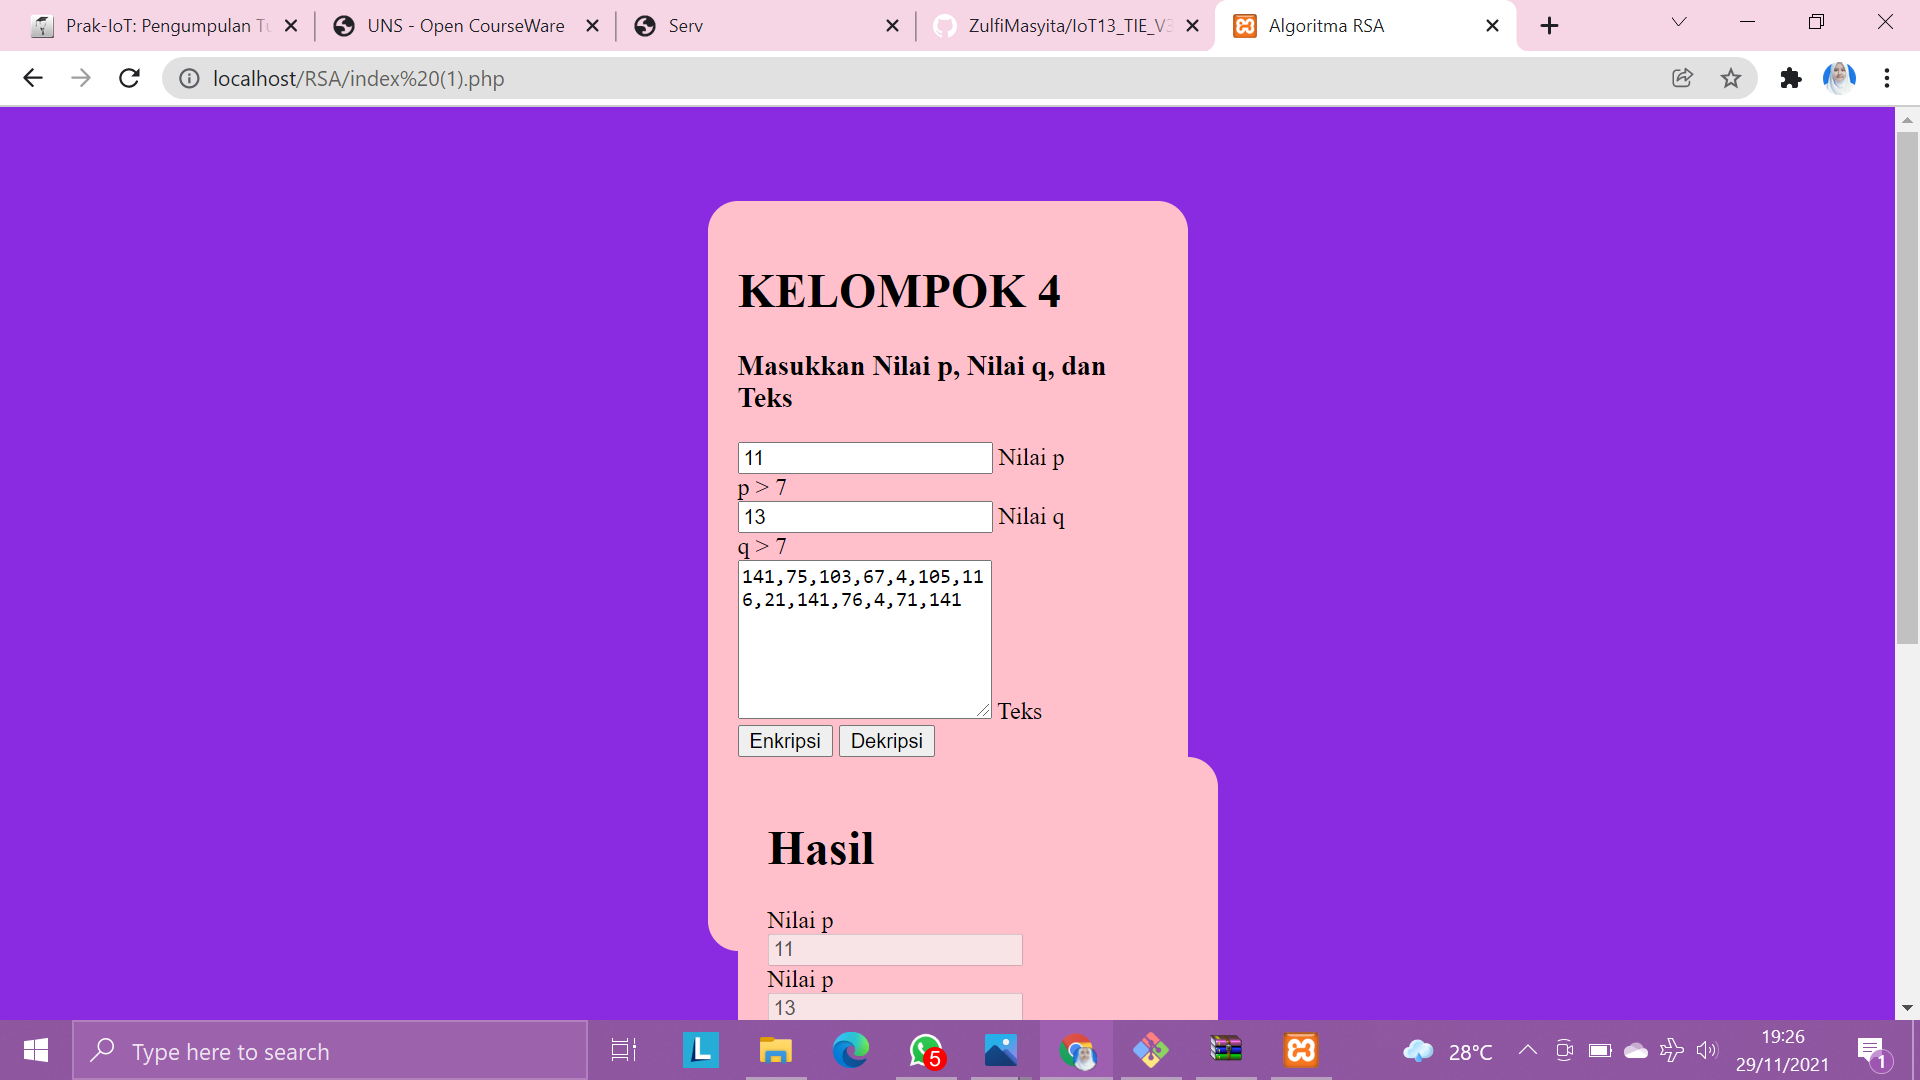 Prak-IoT: Pengumpulan Tu
UNS - Open CourseWare
Serv
ZulfiMasyita/IoT13_TIE_V3
Algoritma RSA
localhost/RSA/index%20(1).php
KELOMPOK 4
Masukkan Nilai p, Nilai q, dan
Teks
11 Nilai p
p > 7
13 Nilai q
q > 7
141,75,103,67,4,105,11
6,21,141,76,4,71,141
Teks
Enkripsi Dekripsi
Hasil
Nilai p
11
Nilai p
13
Type here to search
L
5
28°C
19:26
29/11/2021
1